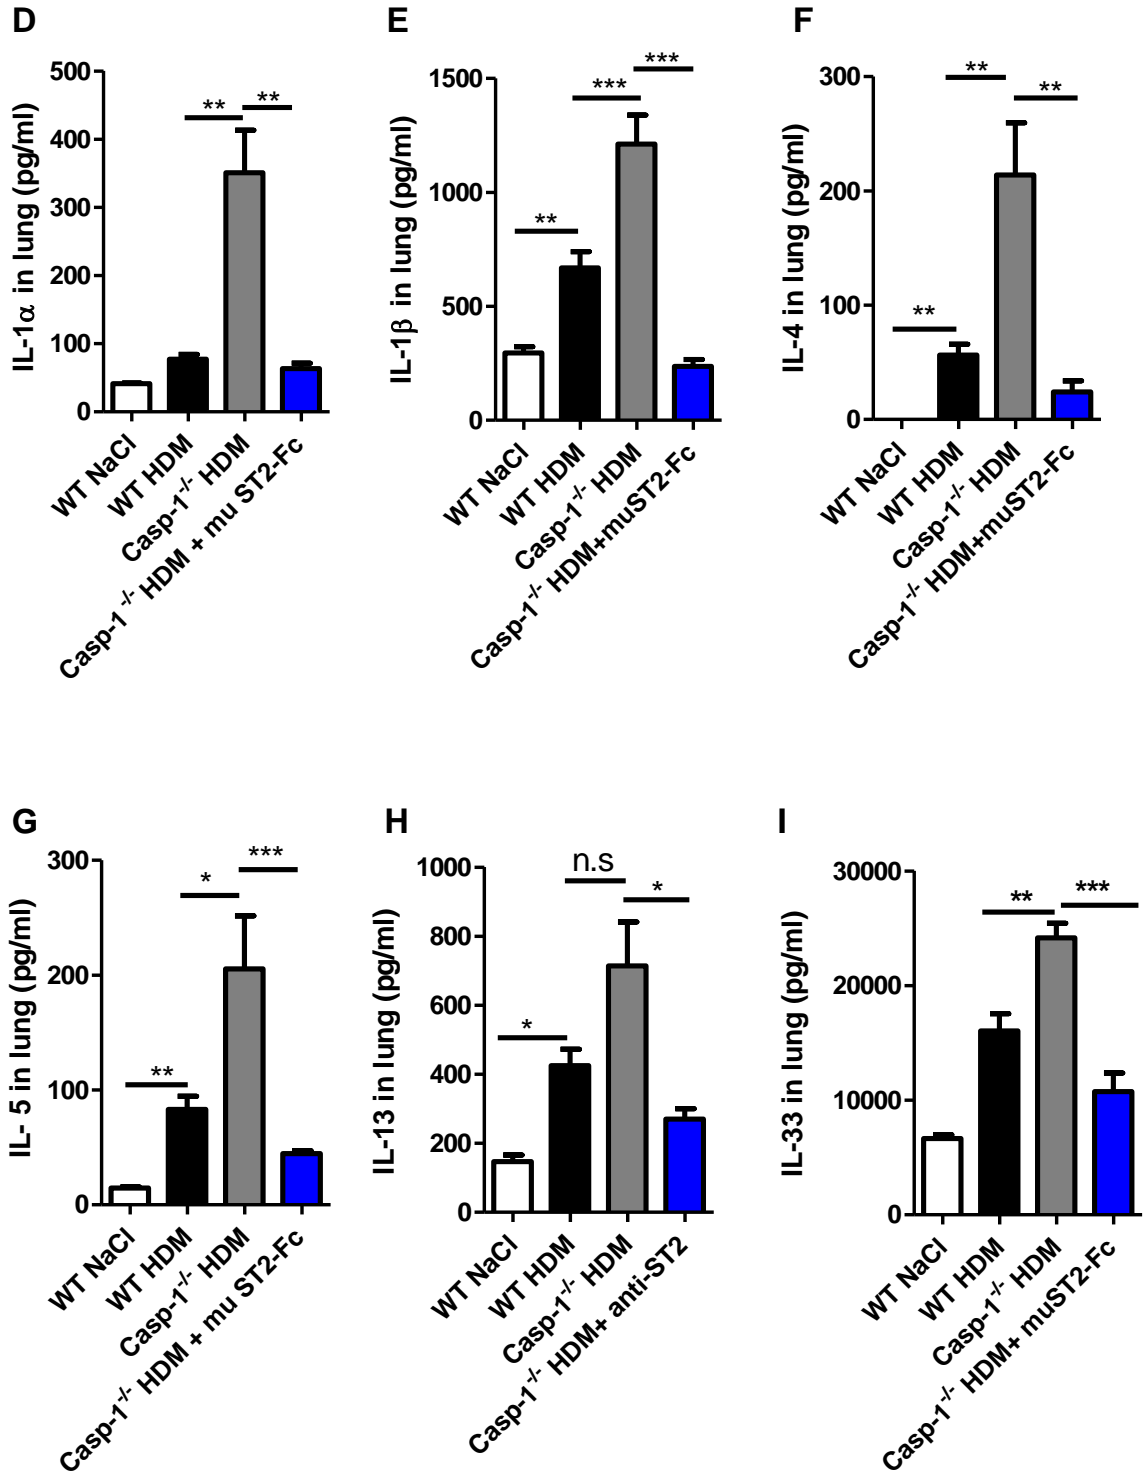 D
IL-1α in lung (pg/ml)
500
400
300
200
100
0
**
**
WT NaCl
WT HDM
Casp-1-/- HDM
Casp-1-/- HDM + mu ST2-Fc
E
IL-1β in lung (pg/ml)
1500
1000
500
0
**
***
***
WT NaCl
WT HDM
Casp-1-/- HDM
Casp-1-/- HDM+muST2-Fc
F
IL-4 in lung (pg/ml)
300
200
100
0
**
**
**
WT NaCl
WT HDM
Casp-1-/- HDM
Casp-1-/- HDM+muST2-Fc
G
IL- 5 in lung (pg/ml)
300
200
100
0
**
*
***
WT NaCl
WT HDM
Casp-1-/- HDM
Casp-1-/- HDM + mu ST2-Fc
H
IL-13 in lung (pg/ml)
1000
800
600
400
200
0
*
n.s
*
WT NaCl
WT HDM
Casp-1-/- HDM
Casp-1-/- HDM+ anti-ST2
I
IL-33 in lung (pg/ml)
30000
20000
10000
0
**
***
WT NaCl
WT HDM
Casp-1-/- HDM
Casp-1-/- HDM+ muST2-Fc